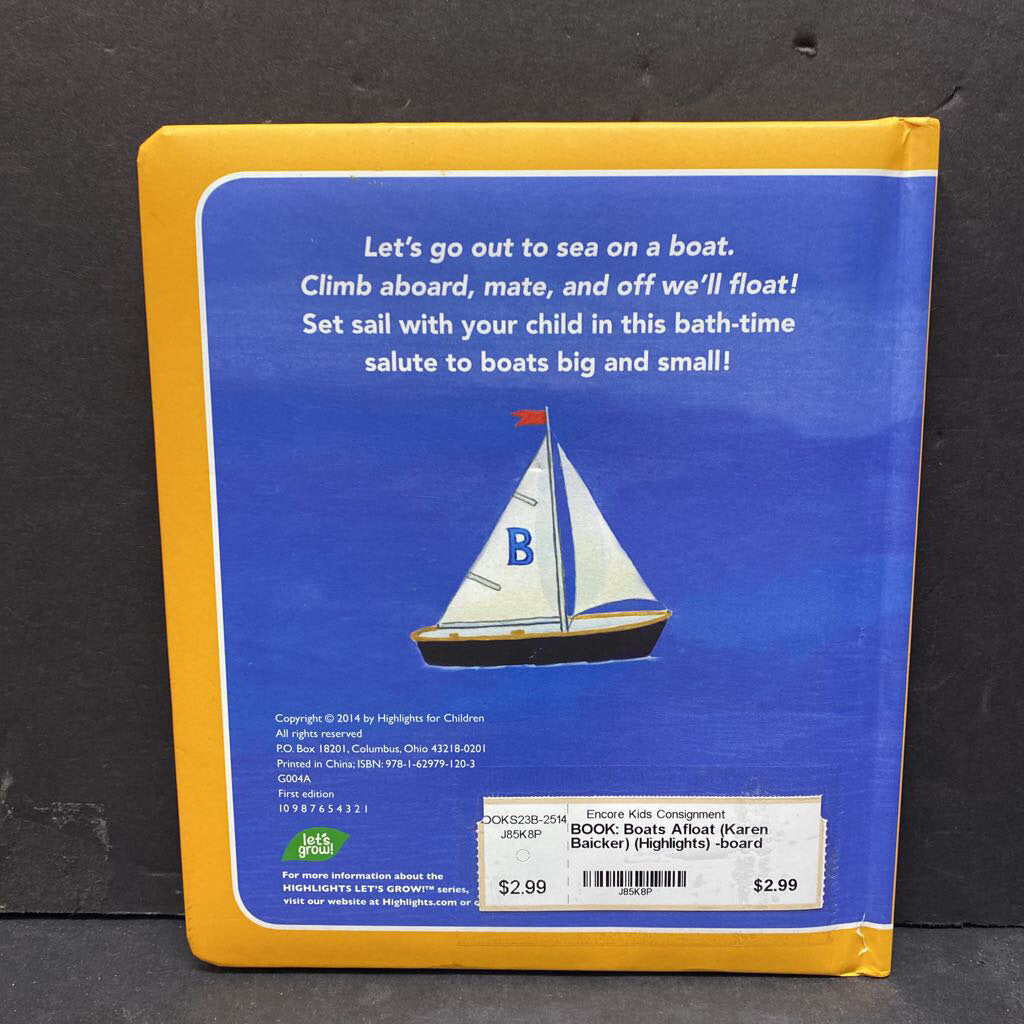 Let's go out to sea on a boat.
Climb aboard, mate, and off we'll float!
Set sail with your child in this bath-time
salute to boats big and small!
B
Copyright © 2014 by Highlights for Children
All rights reserved
P.O. Box 18201, Columbus, Ohio 43218-0201
Printed in China; ISBN: 978-1-62979-120-3
G004A
First edition
10 9 8 7 6 5 4 3 2 1
let's
grow!
For more information about the
HIGHLIGHTS LET'S GROW!™ series,
visit our website at Highlights.com or
OOKS23B-2514
J85K8P
$2.99
Encore Kids Consignment
BOOK: Boats Afloat (Karen
Baicker) (Highlights) -board
J85K8P
$2.99